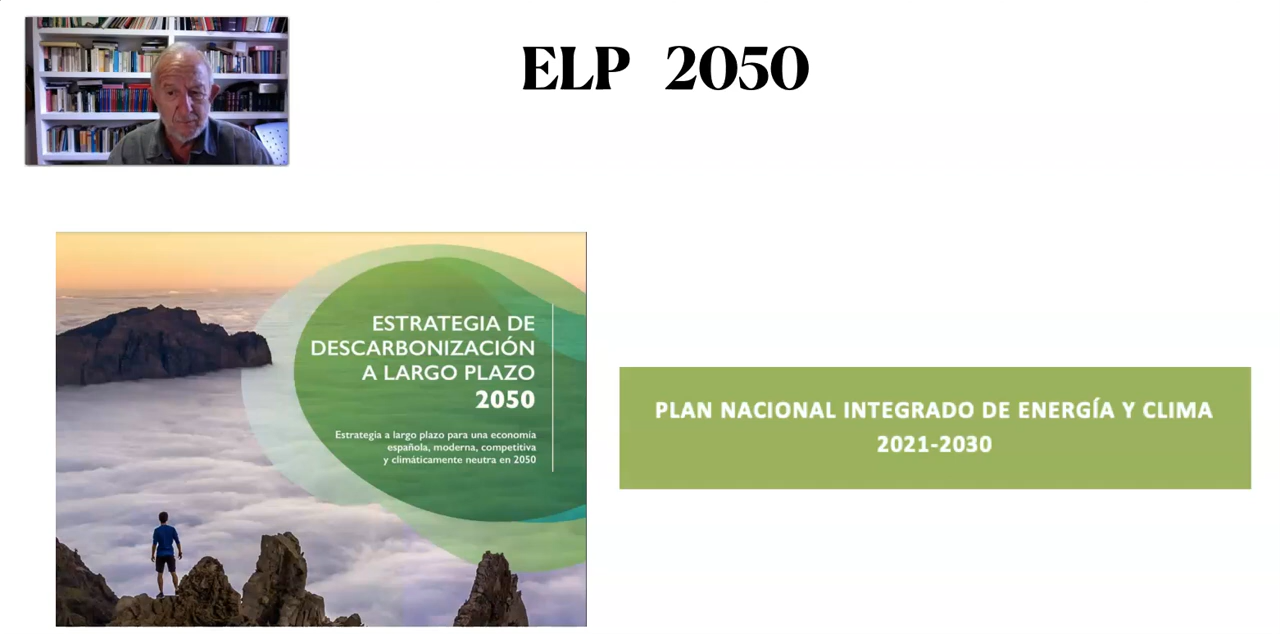 ELP 2050
ESTRATEGIA DE
DESCARBONIZACIÓN
A LARGO PLAZO
2050
Estrategia a largo plazo para una economía
española, moderna, competitiva
y climáticamente neutra en 2050
PLAN NACIONAL INTEGRADO DE ENERGÍA Y CLIMA
2021-2030